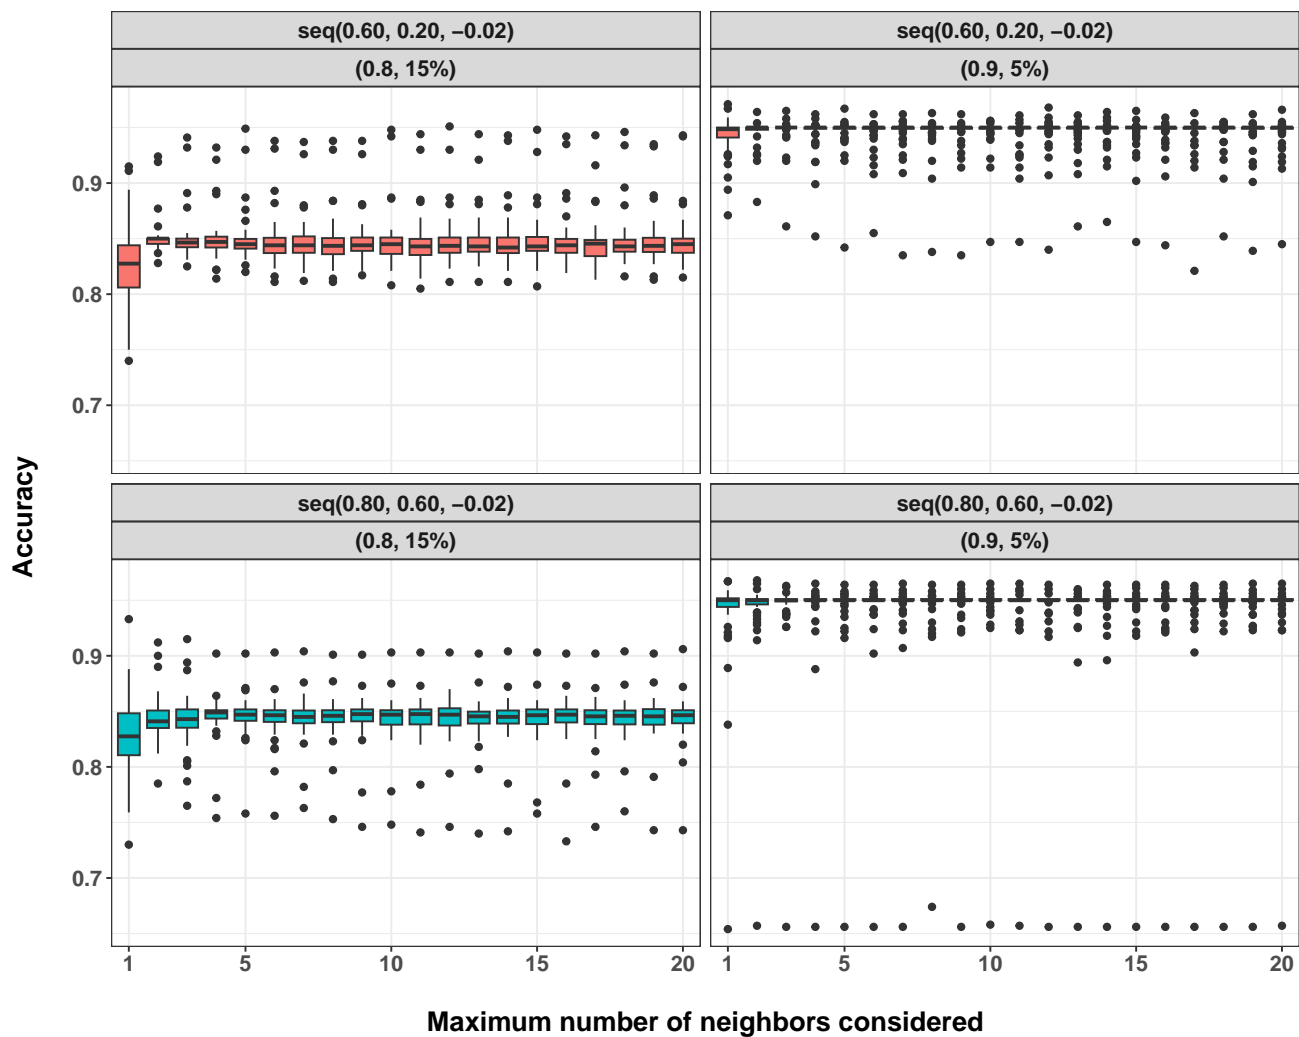 seq(0.60, 0.20, −0.02)
seq(0.60, 0.20, −0.02)
(0.8, 15%)
(0.9, 5%)
0.9
0.8
0.7
seq(0.80, 0.60, −0.02)
seq(0.80, 0.60, −0.02)
(0.8, 15%)
(0.9, 5%)
0.9
0.8
0.7
Accuracy
1 5 10 15 20
1 5 10 15 20
Maximum number of neighbors considered